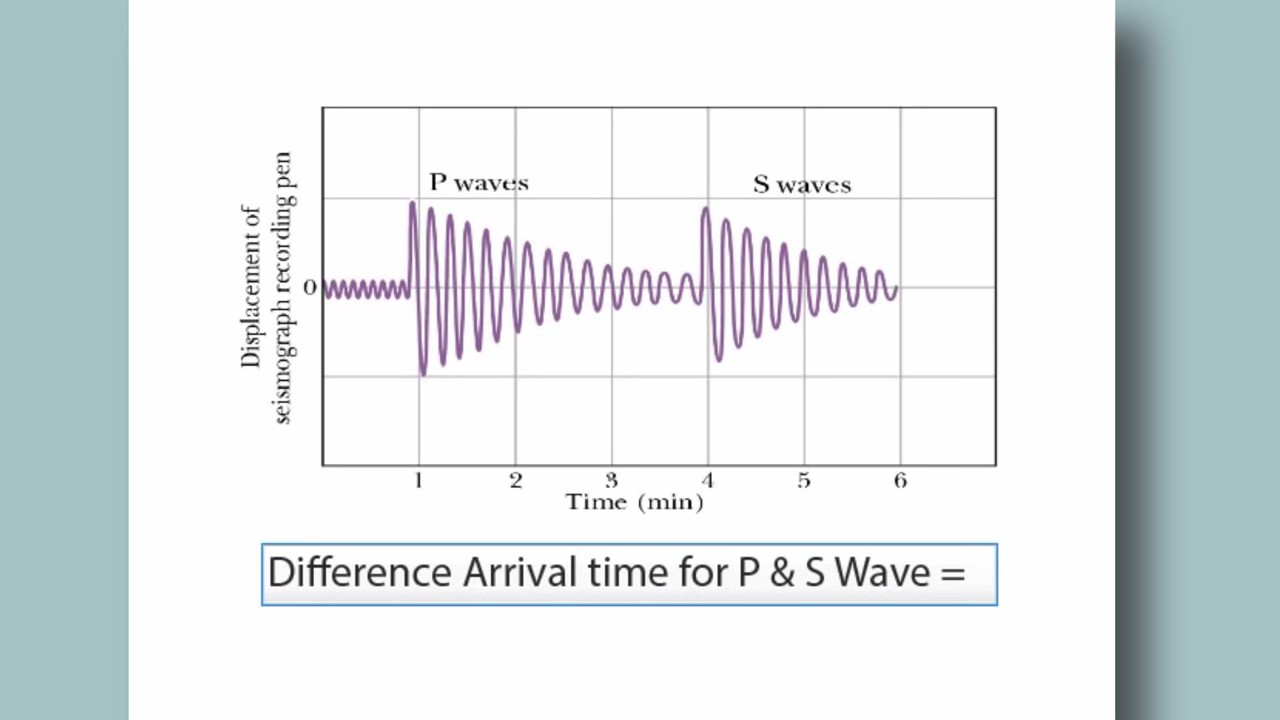 Displacement of
seismograph recording pen
P waves
S waves
0
1 2 3 4 5 6
Time (min)
Difference Arrival time for P & S Wave =